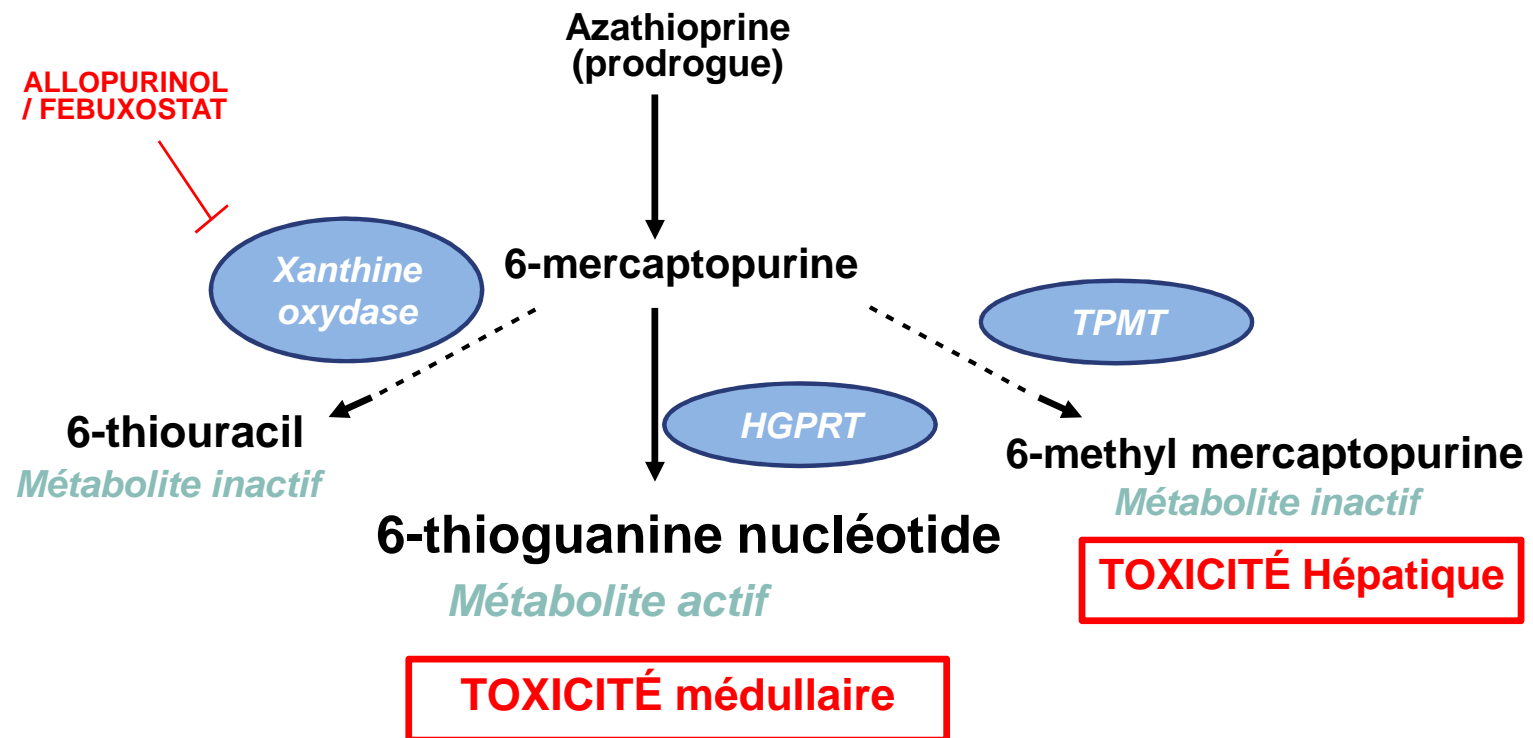 Azathioprine
(prodrogue)
ALLOPURINOL
/ FEBUXOSTAT
Xanthine
oxydase
6-mercaptopurine
TPMT
HGPRT
6-thiouracil
Métabolite inactif
6-methyl mercaptopurine
Métabolite inactif
6-thioguanine nucléotide
Métabolite actif
TOXICITÉ Hépatique
TOXICITÉ médullaire